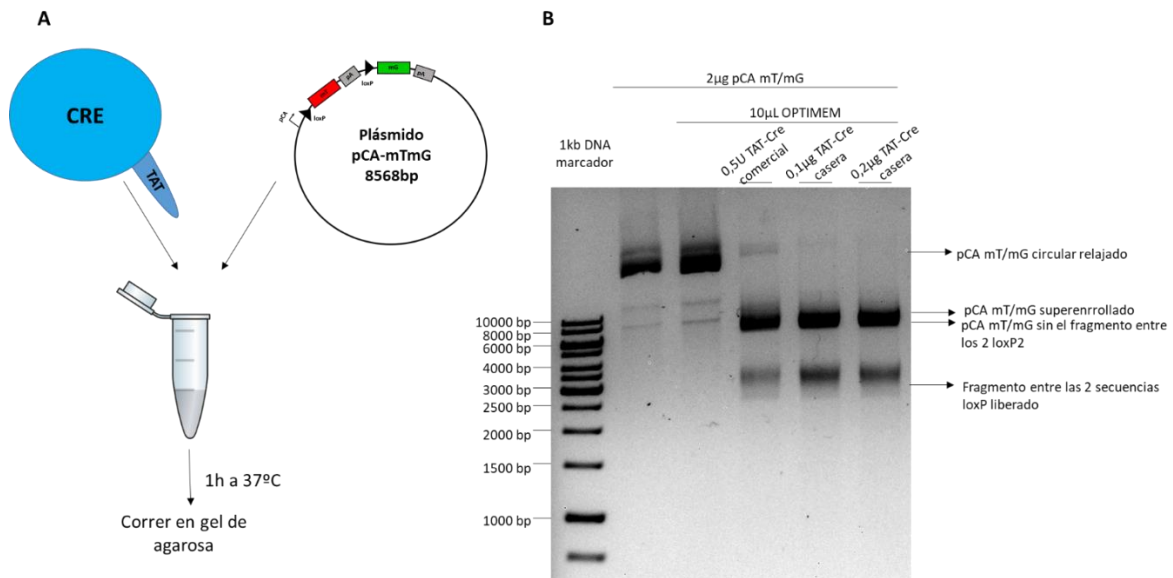 A
CRE
TAT
pCA
loxP
pA
loxP
mG
pA
Plásmido
pCA-mTmG
8568bp
1h a 37ºC
Correr en gel de
agarosa
B
2µg pCA mT/mG
10µL OPTIMEM
1kb DNA
marcador
0,5U TAT-Cre
comercial
0,1µg TAT-Cre
casera
0,2µg TAT-Cre
casera
10000 bp
8000 bp
6000 bp
4000 bp
3000 bp
2500 bp
2000 bp
1500 bp
1000 bp
pCA mT/mG circular relajado
pCA mT/mG superenrrollado
pCA mT/mG sin el fragmento entre
los 2 loxP2
Fragmento entre las 2 secuencias
loxP liberado